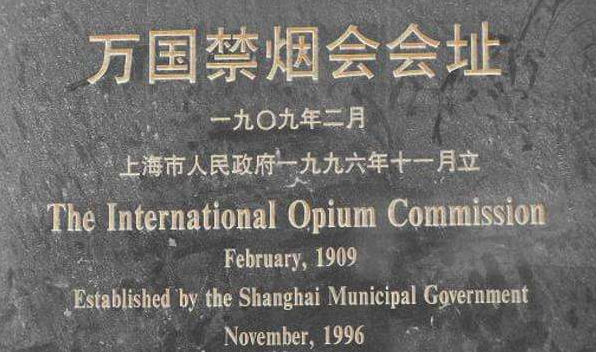 万国禁烟会会址
一九〇九年二月
上海市人民政府一九九六年十一月立
The International Opium Commission
February, 1909
Established by the Shanghai Municipal Government
November, 1996